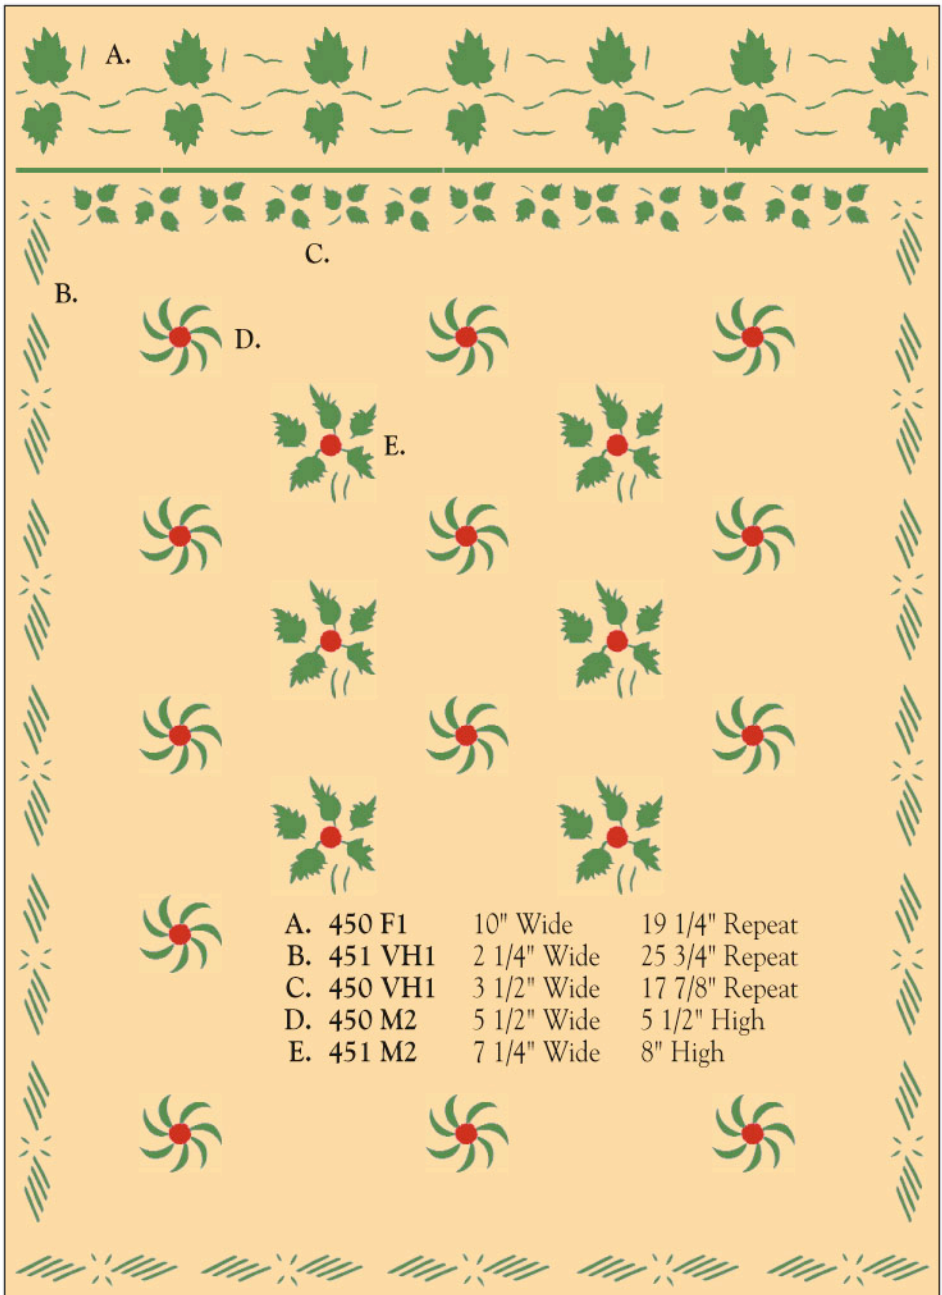 A.
C.
B.
D.
E.
A. 450 F1 10" Wide 19 1/4" Repeat
B. 451 VH1 2 1/4" Wide 25 3/4" Repeat
C. 450 VH1 3 1/2" Wide 17 7/8" Repeat
D. 450 M2 5 1/2" Wide 5 1/2" High
E. 451 M2 7 1/4" Wide 8" High